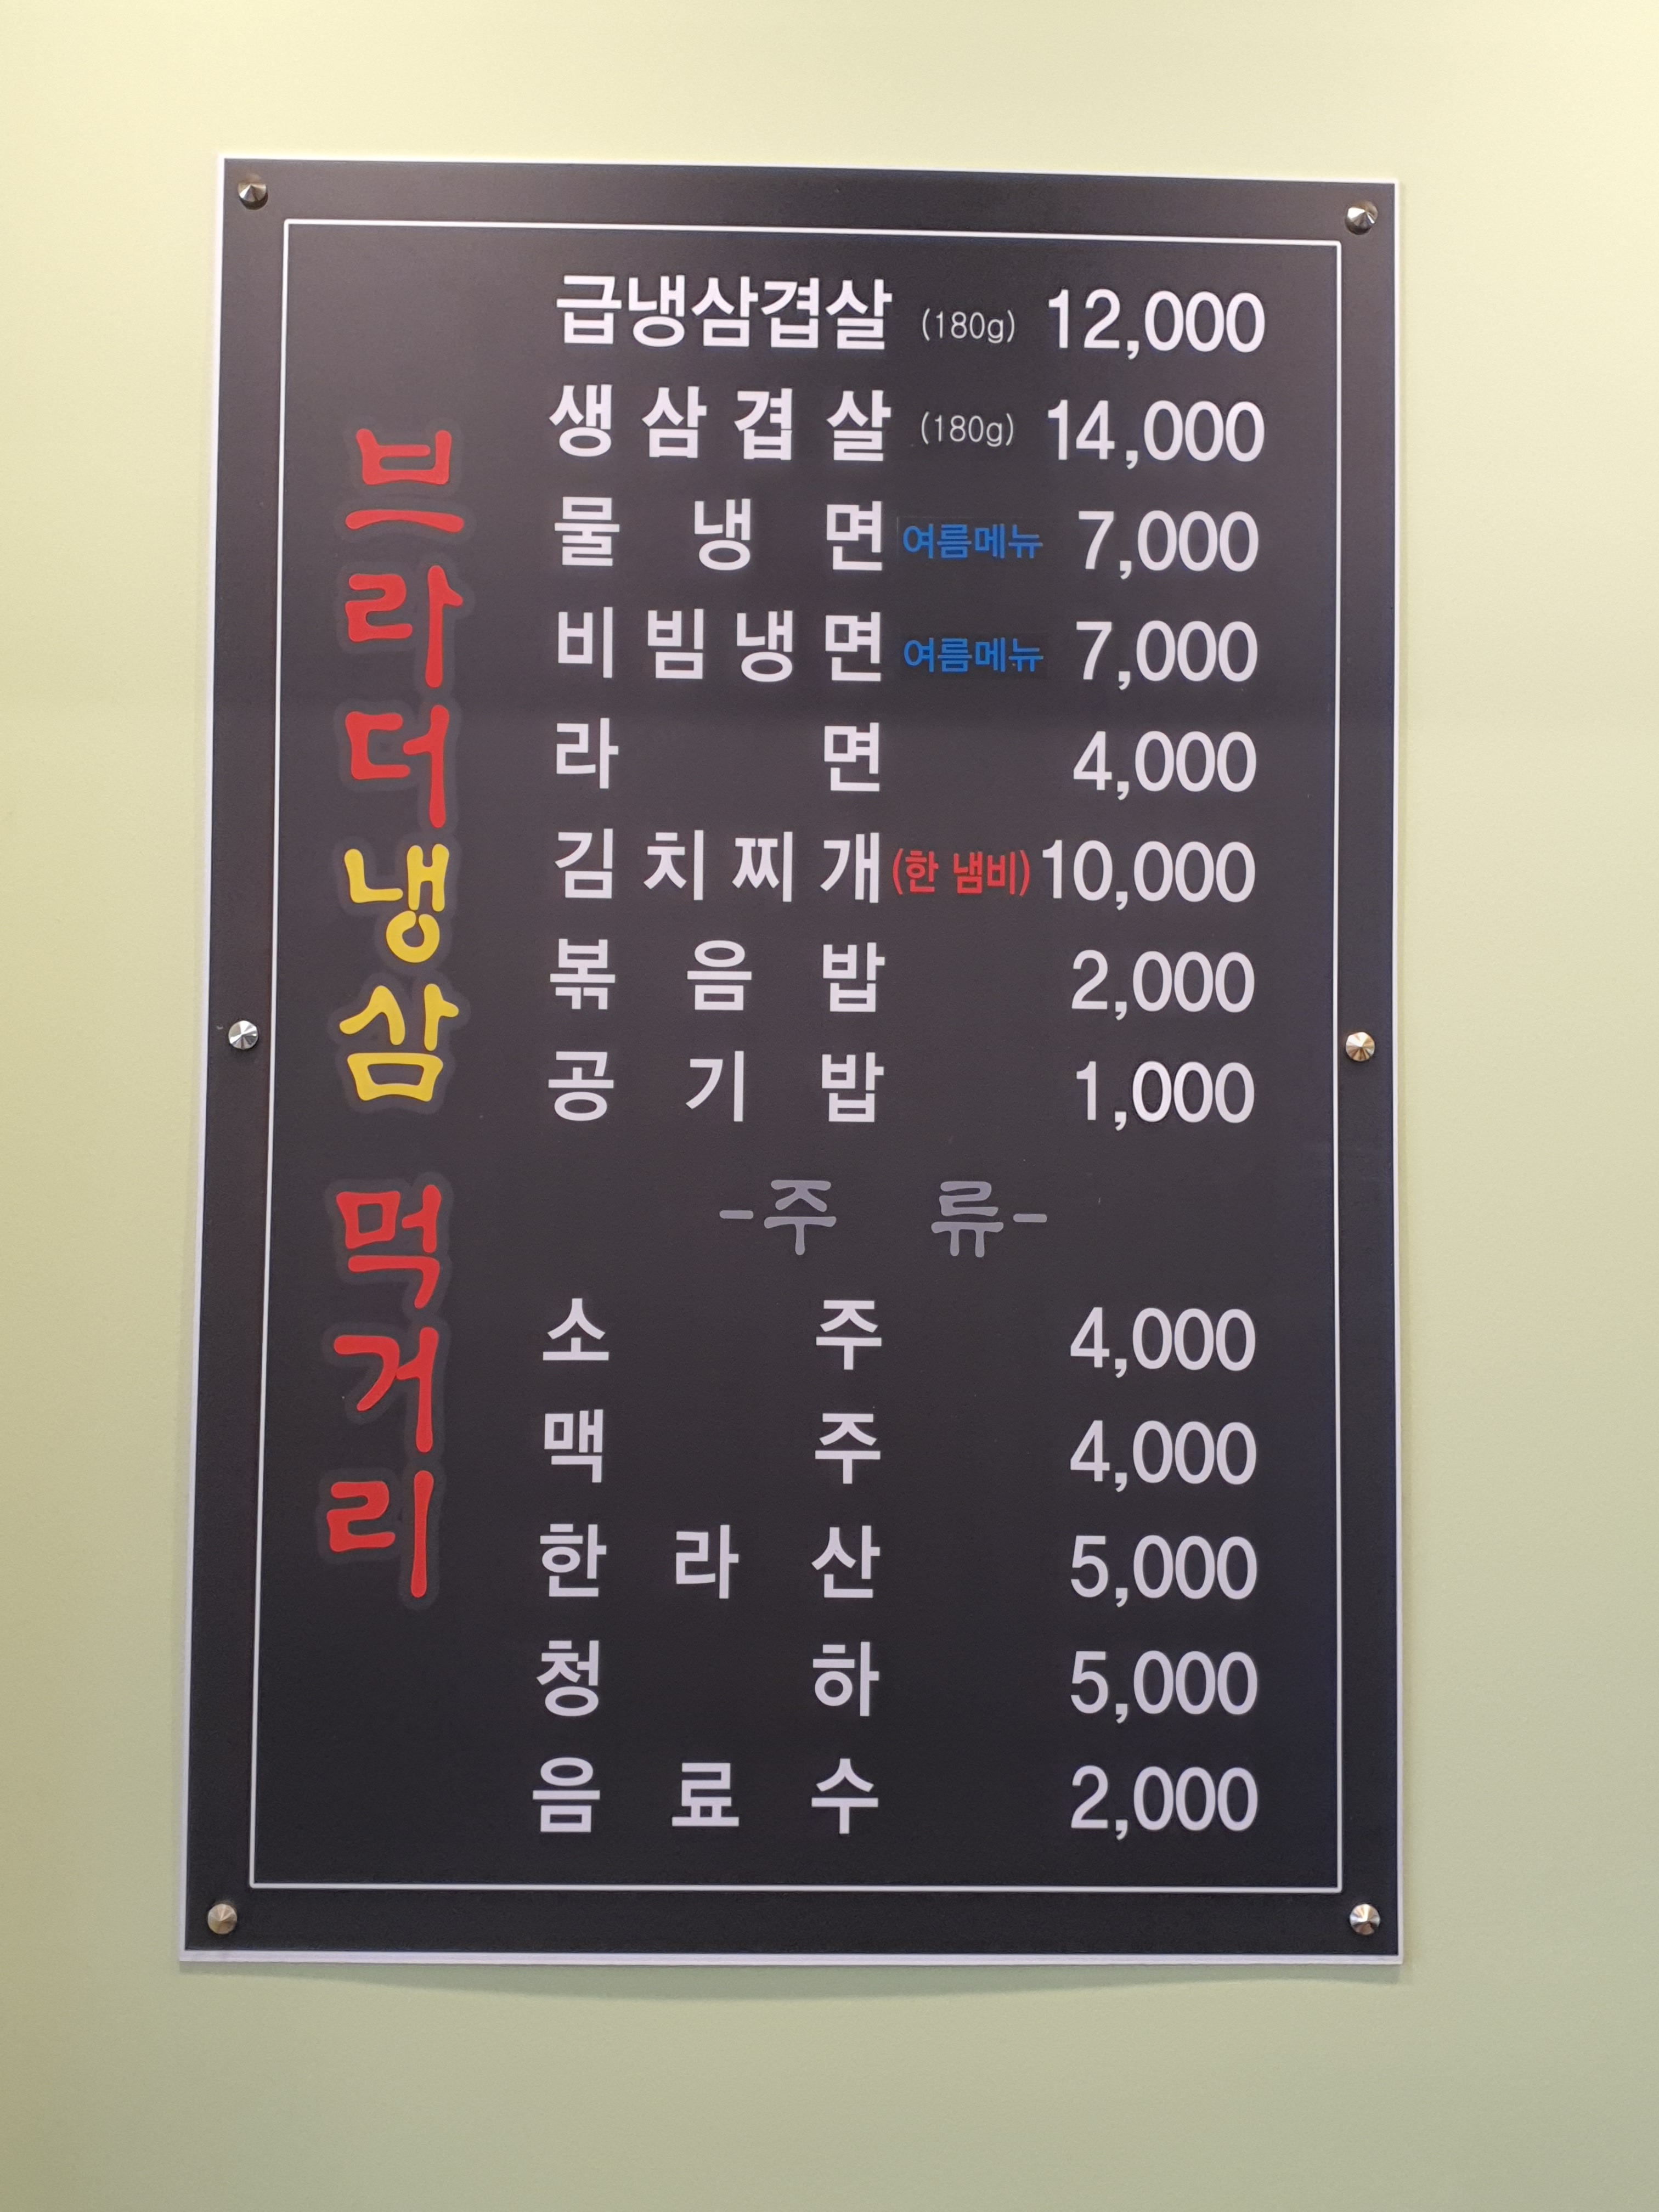 브라더냉삼 먹거리
급냉삼겹살 (180g) 12,000
생삼겹살 (180g) 14,000
물냉면 여름메뉴 7,000
비빔냉면 여름메뉴 7,000
라면 4,000
김치찌개 (한 냄비) 10,000
볶음밥 2,000
공기밥 1,000
-주류-
소주 4,000
맥주 4,000
한라산 5,000
청하 5,000
음료수 2,000